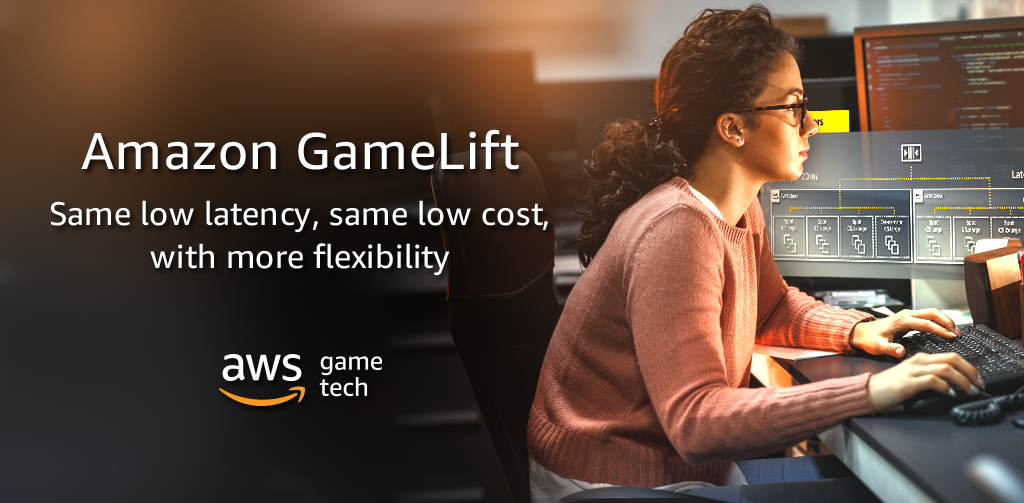 Amazon GameLift
Same low latency, same low cost,
with more flexibility
aws
game
tech